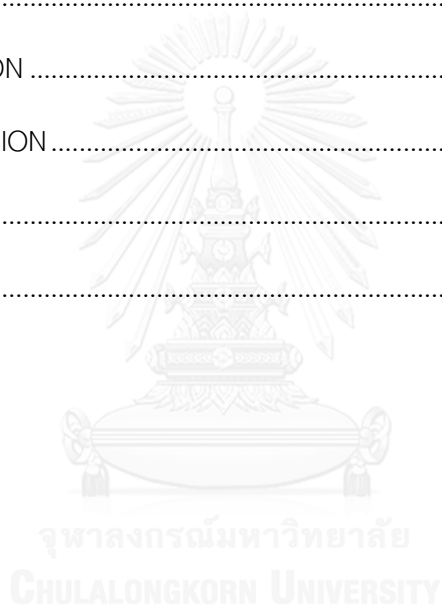 ...............................................................................
ON ...............................................................................
ION ...............................................................................
...............................................................................
...............................................................................
จุฬาลงกรณ์มหาวิทยาลัย
CHULALONGKORN UNIVERSITY